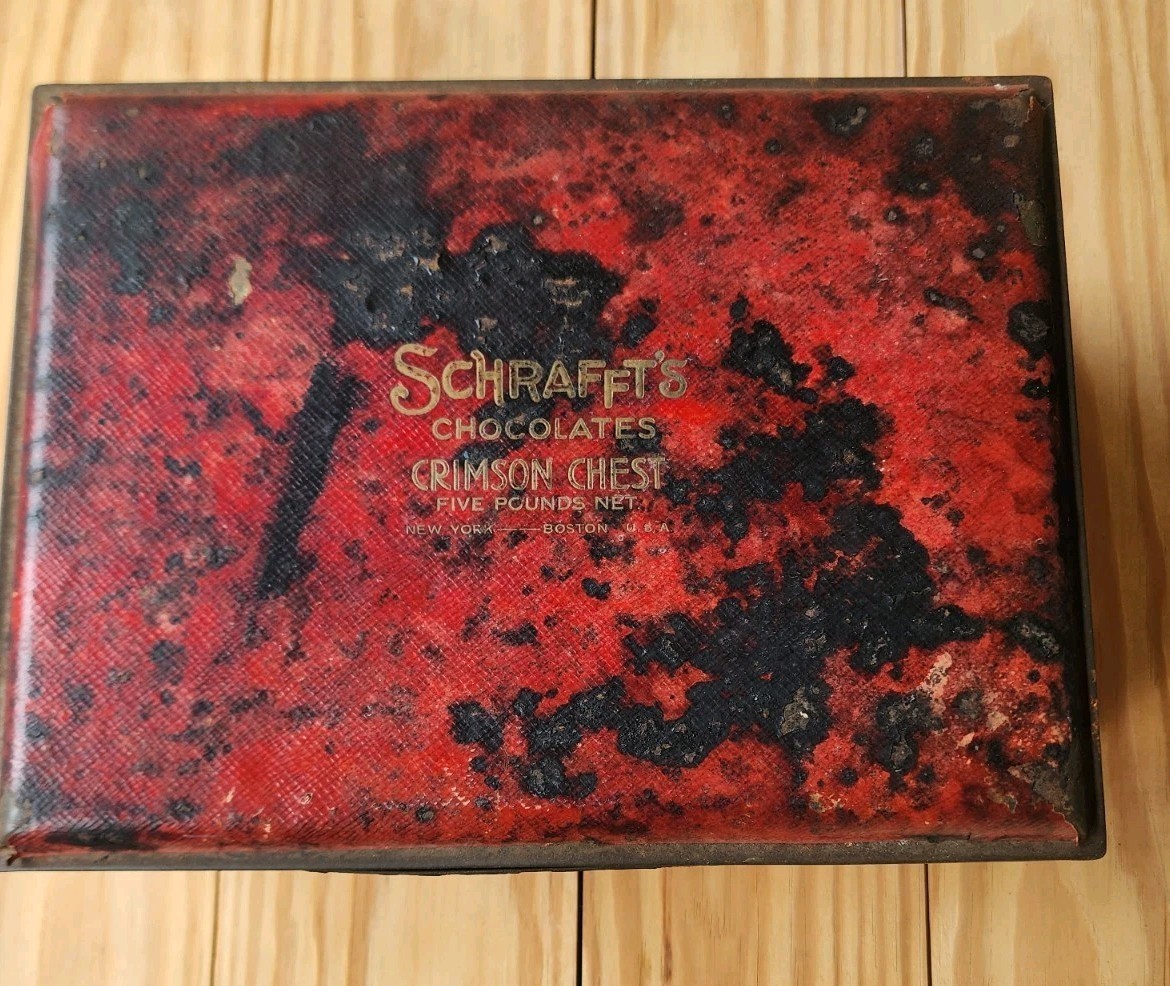 SCHRAFFT'S
CHOCOLATES
CRIMSON CHEST
FIVE POUNDS NET.
NEW YORK——BOSTON U.S.A.